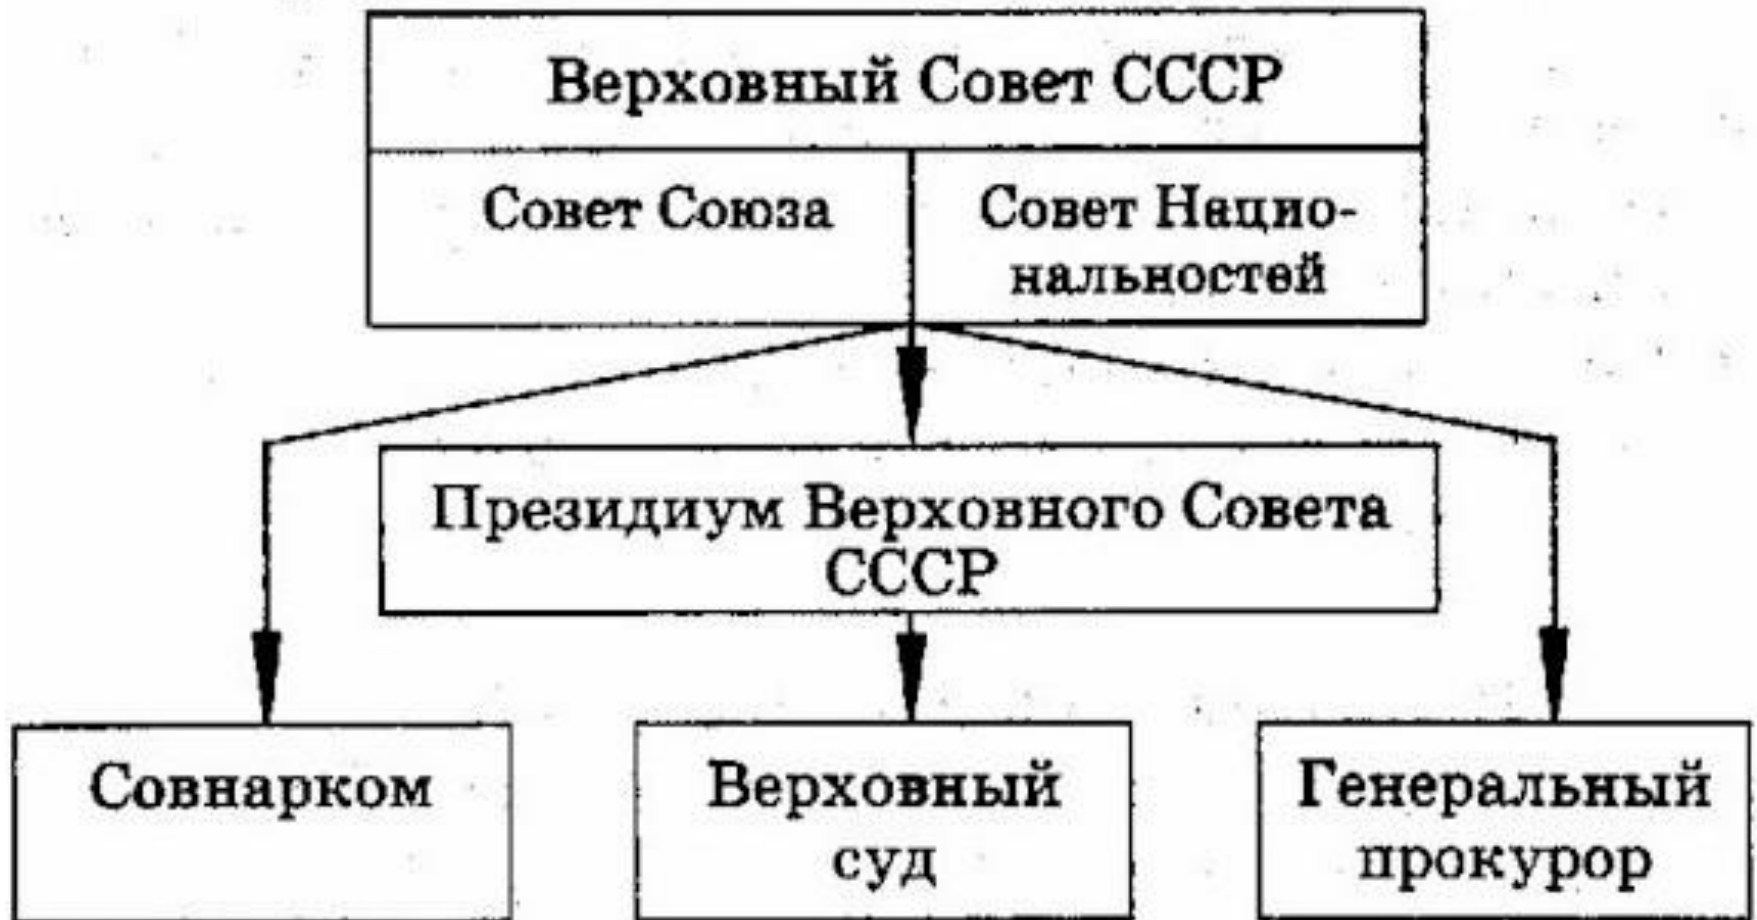 Верховный Совет СССР
Совет Союза
Совет Нацио-
нальностей
Президиум Верховного Совета
СССР
Совнарком
Верховный
суд
Генеральный
прокурор